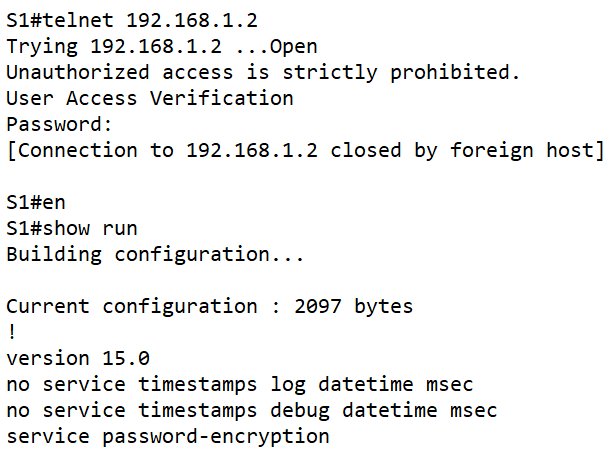 S1#telnet 192.168.1.2
Trying 192.168.1.2 ...Open
Unauthorized access is strictly prohibited.
User Access Verification
Password:
[Connection to 192.168.1.2 closed by foreign host]
S1#en
S1#show run
Building configuration...
Current configuration : 2097 bytes
!
version 15.0
no service timestamps log datetime msec
no service timestamps debug datetime msec
service password-encryption